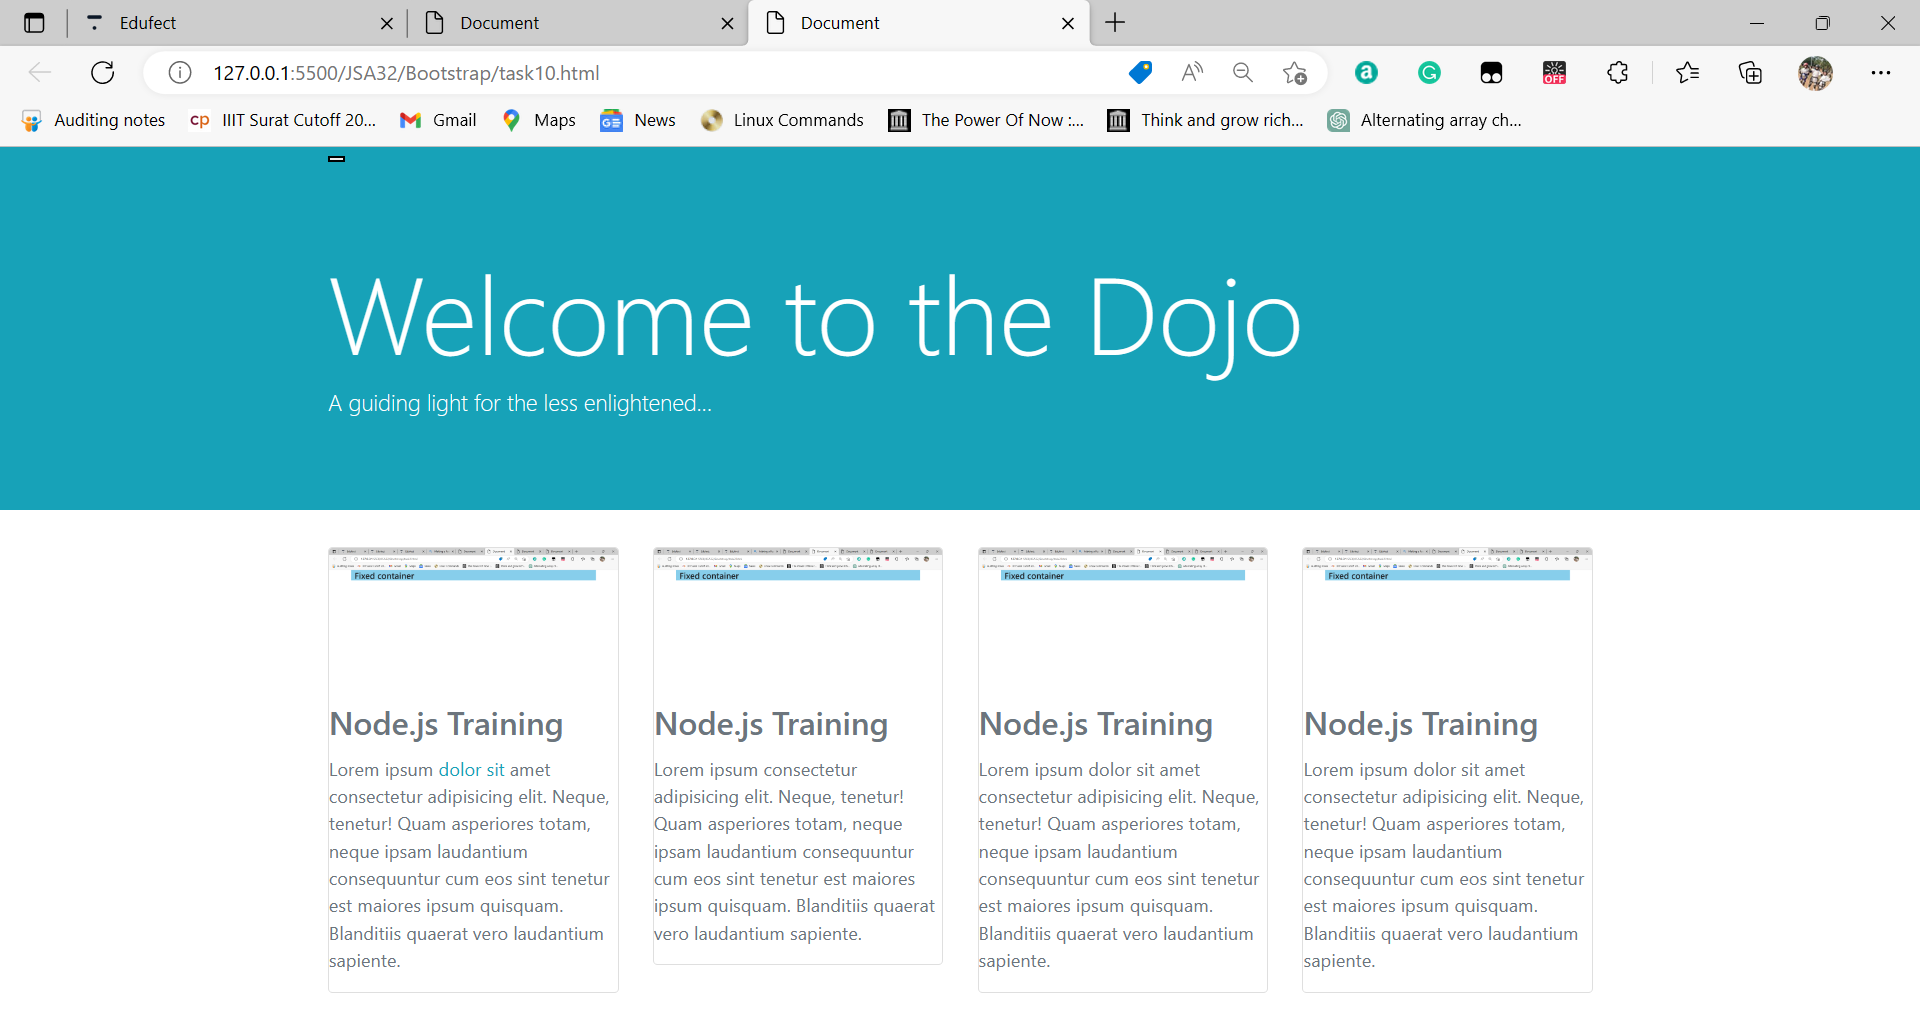 Edufect
Document
Document
127.0.0.1:5500/JSA32/Bootstrap/task10.html
Auditing notes
cp IIIT Surat Cutoff 20...
Gmail
Maps
News
Linux Commands
The Power Of Now :...
Think and grow rich...
Alternating array ch...
OFF
Welcome to the Dojo
A guiding light for the less enlightened...
Fixed container
Node.js Training
Lorem ipsum dolor sit amet
consectetur adipisicing elit. Neque,
tenetur! Quam asperiores totam,
neque ipsam laudantium
consequuntur cum eos sint tenetur
est maiores ipsum quisquam.
Blanditiis quaerat vero laudantium
sapiente.
Fixed container
Node.js Training
Lorem ipsum consectetur
adipisicing elit. Neque, tenetur!
Quam asperiores totam, neque
ipsam laudantium consequuntur
cum eos sint tenetur est maiores
ipsum quisquam. Blanditiis quaerat
vero laudantium sapiente.
Fixed container
Node.js Training
Lorem ipsum dolor sit amet
consectetur adipisicing elit. Neque,
tenetur! Quam asperiores totam,
neque ipsam laudantium
consequuntur cum eos sint tenetur
est maiores ipsum quisquam.
Blanditiis quaerat vero laudantium
sapiente.
Fixed container
Node.js Training
Lorem ipsum dolor sit amet
consectetur adipisicing elit. Neque,
tenetur! Quam asperiores totam,
neque ipsam laudantium
consequuntur cum eos sint tenetur
est maiores ipsum quisquam.
Blanditiis quaerat vero laudantium
sapiente.